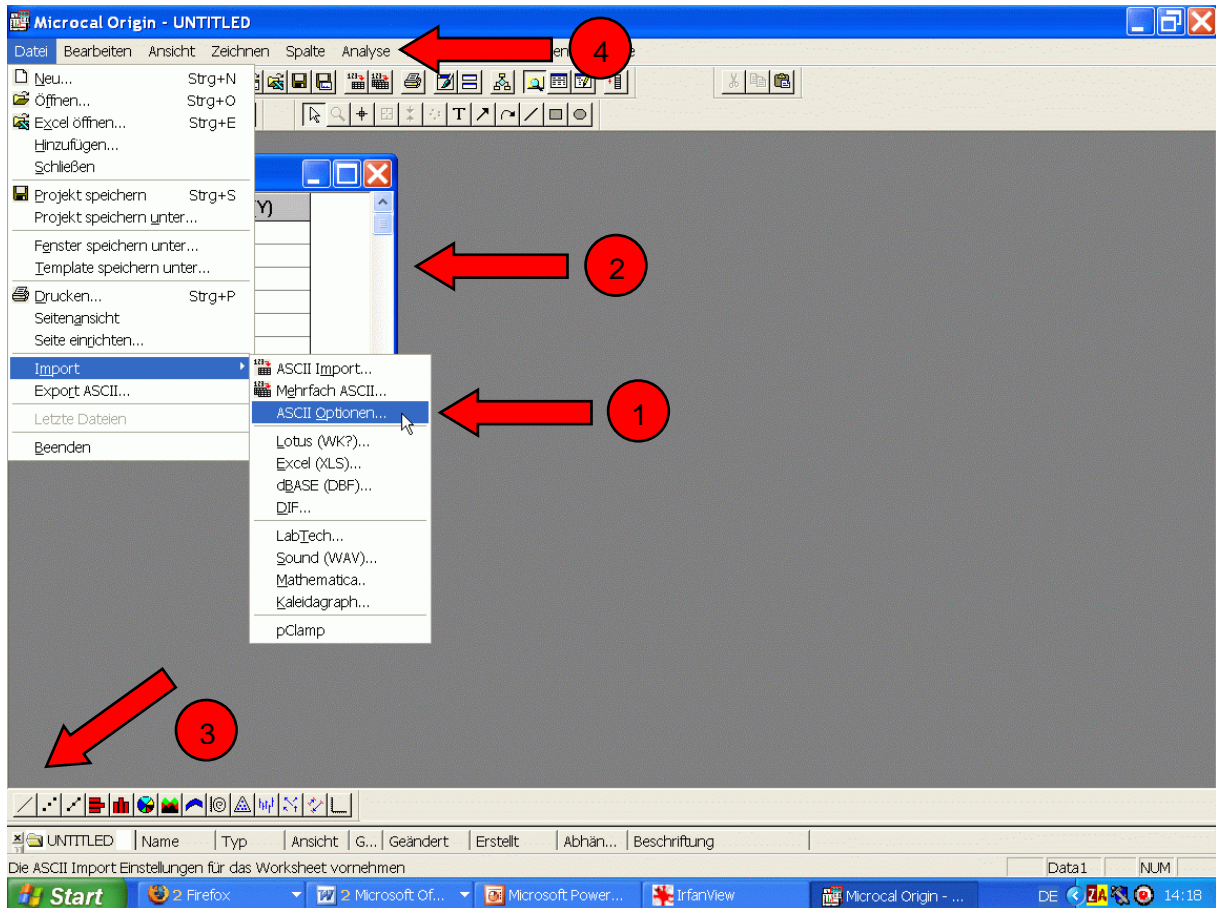 Microcal Origin - UNTITLED
Datei Bearbeiten Ansicht Zeichnen Spalte Analyse
4
Neu... Strg+N
Öffnen... Strg+O
Excel öffnen... Strg+E
Hinzufügen...
Schließen
Projekt speichern Strg+S
Projekt speichern unter...
Fenster speichern unter...
Template speichern unter...
Drucken... Strg+P
Seitenansicht
Seite einrichten...
Import
Export ASCII...
Letzte Dateien
Beenden
Y)
2
ASCII Import...
Mehrfach ASCII...
ASCII Optionen...
Lotus (WK?)...
Excel (XLS)...
dBASE (DBF)...
DIF...
LabTech...
Sound (WAV)...
Mathematica..
Kaleidagraph...
pClamp
1
3
UNTITLED Name Typ Ansicht G... Geändert Erstellt Abhän... Beschriftung
Die ASCII Import Einstellungen für das Worksheet vornehmen Data1 NUM
Start 2 Firefox 2 Microsoft Of... Microsoft Power... IrfanView Microcal Origin - ... DE ZA 14:18